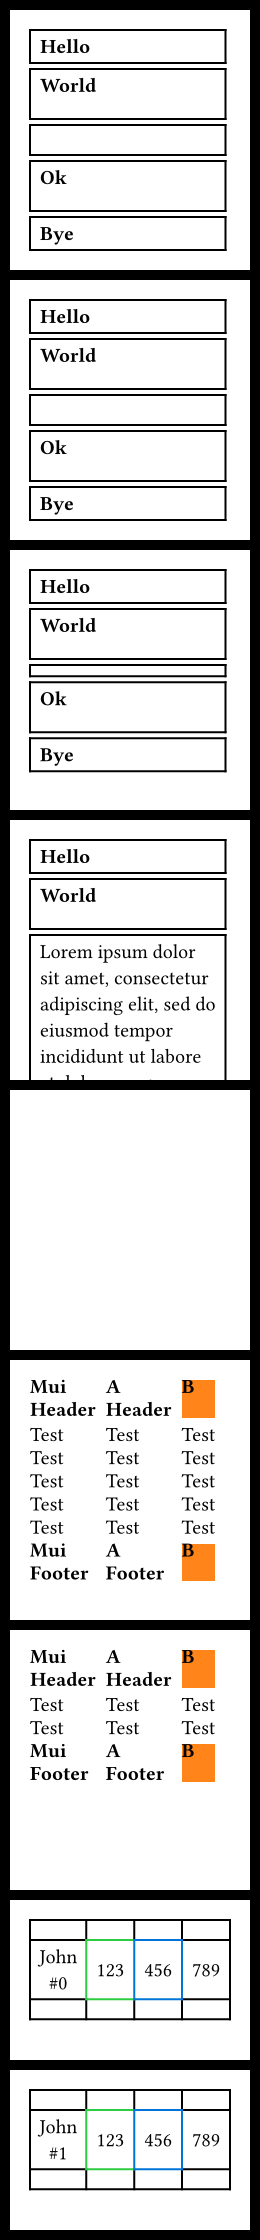 Hello
World
Ok
Bye
Hello
World
Ok
Bye
Hello
World
Ok
Bye
Hello
World
Lorem ipsum dolor
sit amet, consectetur
adipiscing elit, sed do
eiusmod tempor
incididunt ut labore
Mui A B
Header Header
Test Test Test
Test Test Test
Test Test Test
Test Test Test
Test Test Test
Mui A B
Footer Footer
Mui A B
Header Header
Test Test Test
Test Test Test
Mui A B
Footer Footer
John
#0 123 456 789
John
#1 123 456 789